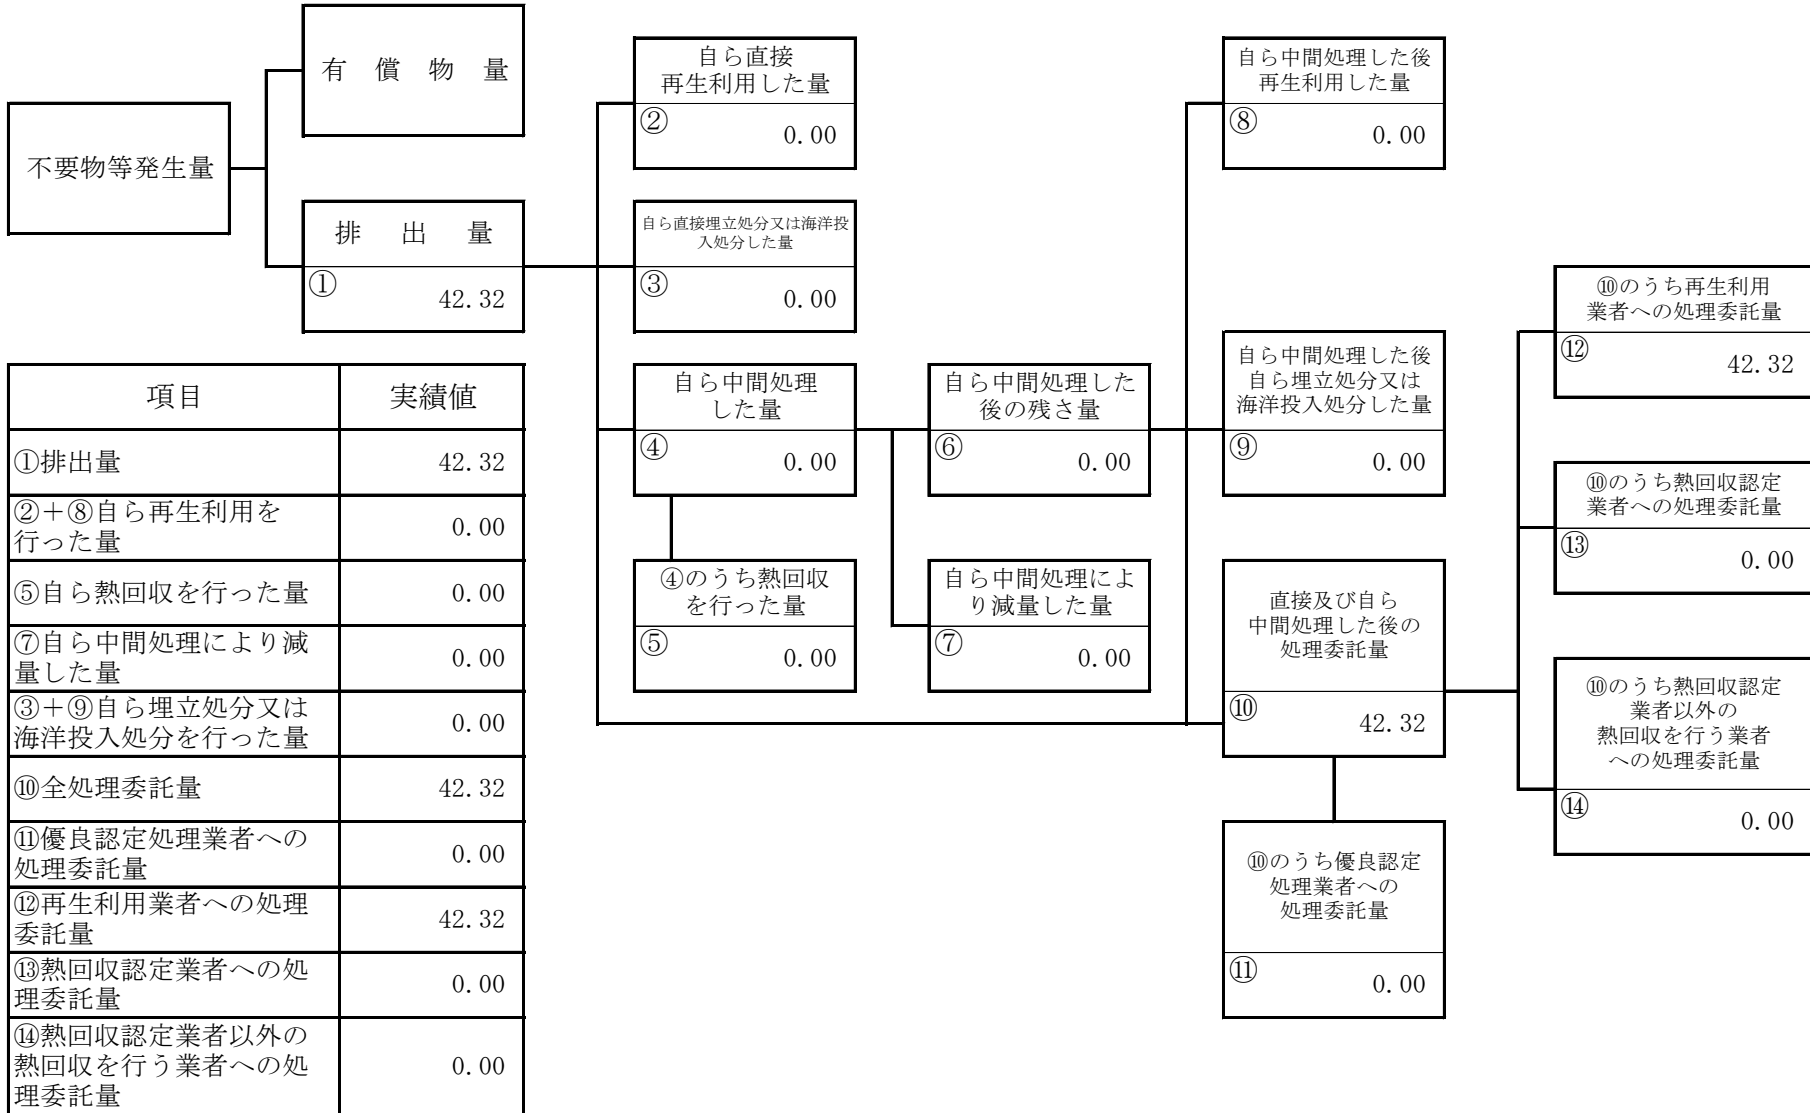 不要物等発生量
有償物量
排出量
①
42.32
自ら直接
再生利用した量
②
0.00
自ら直接埋立処分又は海洋投
入処分した量
③
0.00
自ら中間処理
した量
④
0.00
④のうち熱回収
を行った量
⑤
0.00
自ら中間処理した
後の残さ量
⑥
0.00
自ら中間処理によ
り減量した量
⑦
0.00
自ら中間処理した後
再生利用した量
⑧
0.00
自ら中間処理した後
自ら埋立処分又は
海洋投入処分した量
⑨
0.00
直接及び自ら
中間処理した後の
処理委託量
⑩
42.32
⑩のうち優良認定
処理業者への
処理委託量
⑪
0.00
⑩のうち再生利用
業者への処理委託量
⑫
42.32
⑩のうち熱回収認定
業者への処理委託量
⑬
0.00
⑩のうち熱回収認定
業者以外の
熱回収を行う業者
への処理委託量
⑭
0.00
項目 実績値
①排出量 42.32
②＋⑧自ら再生利用を
行った量 0.00
⑤自ら熱回収を行った量 0.00
⑦自ら中間処理により減
量した量 0.00
③＋⑨自ら埋立処分又は
海洋投入処分を行った量 0.00
⑩全処理委託量 42.32
⑪優良認定処理業者への
処理委託量 0.00
⑫再生利用業者への処理
委託量 42.32
⑬熱回収認定業者への処
理委託量 0.00
⑭熱回収認定業者以外の
熱回収を行う業者への処
理委託量 0.00